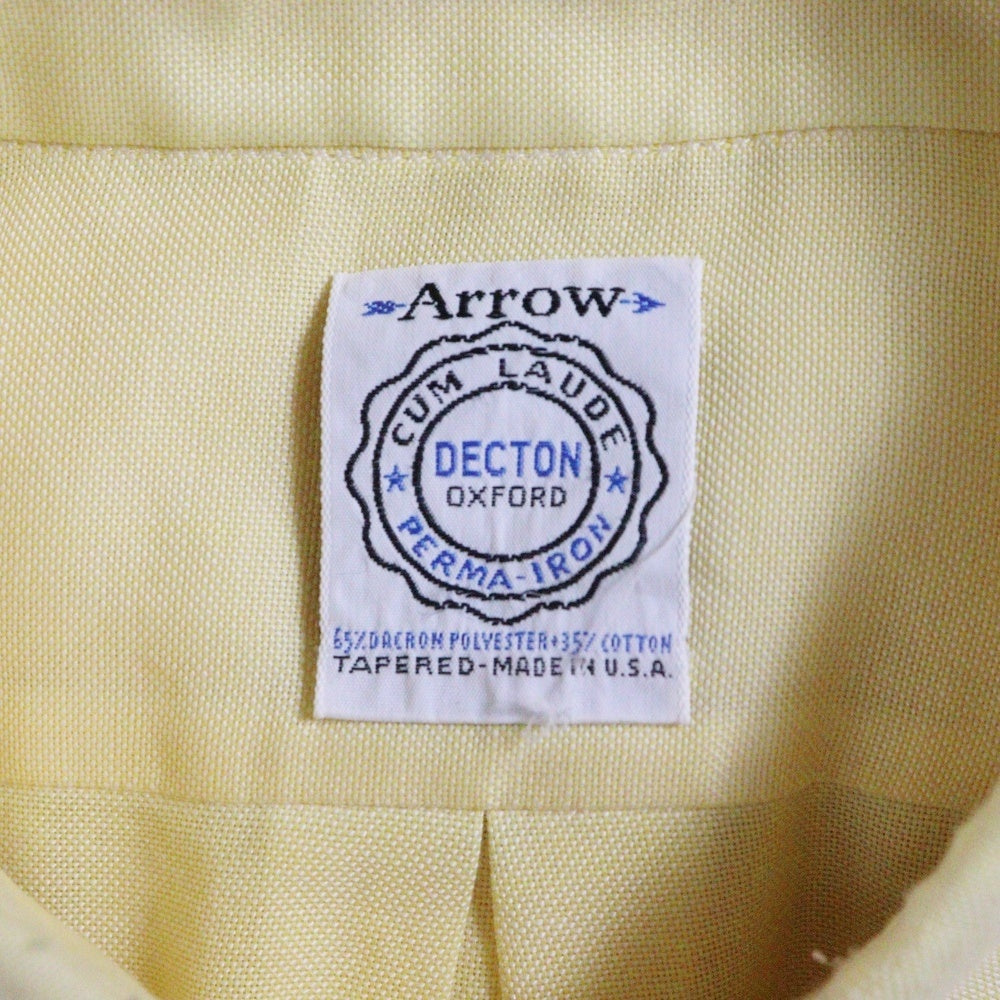 Arrow
CUM LAUDE
DECTON
OXFORD
PERMA-IRON
65% DACRON POLYESTER + 35% COTTON
TAPERED-MADE IN U.S.A.